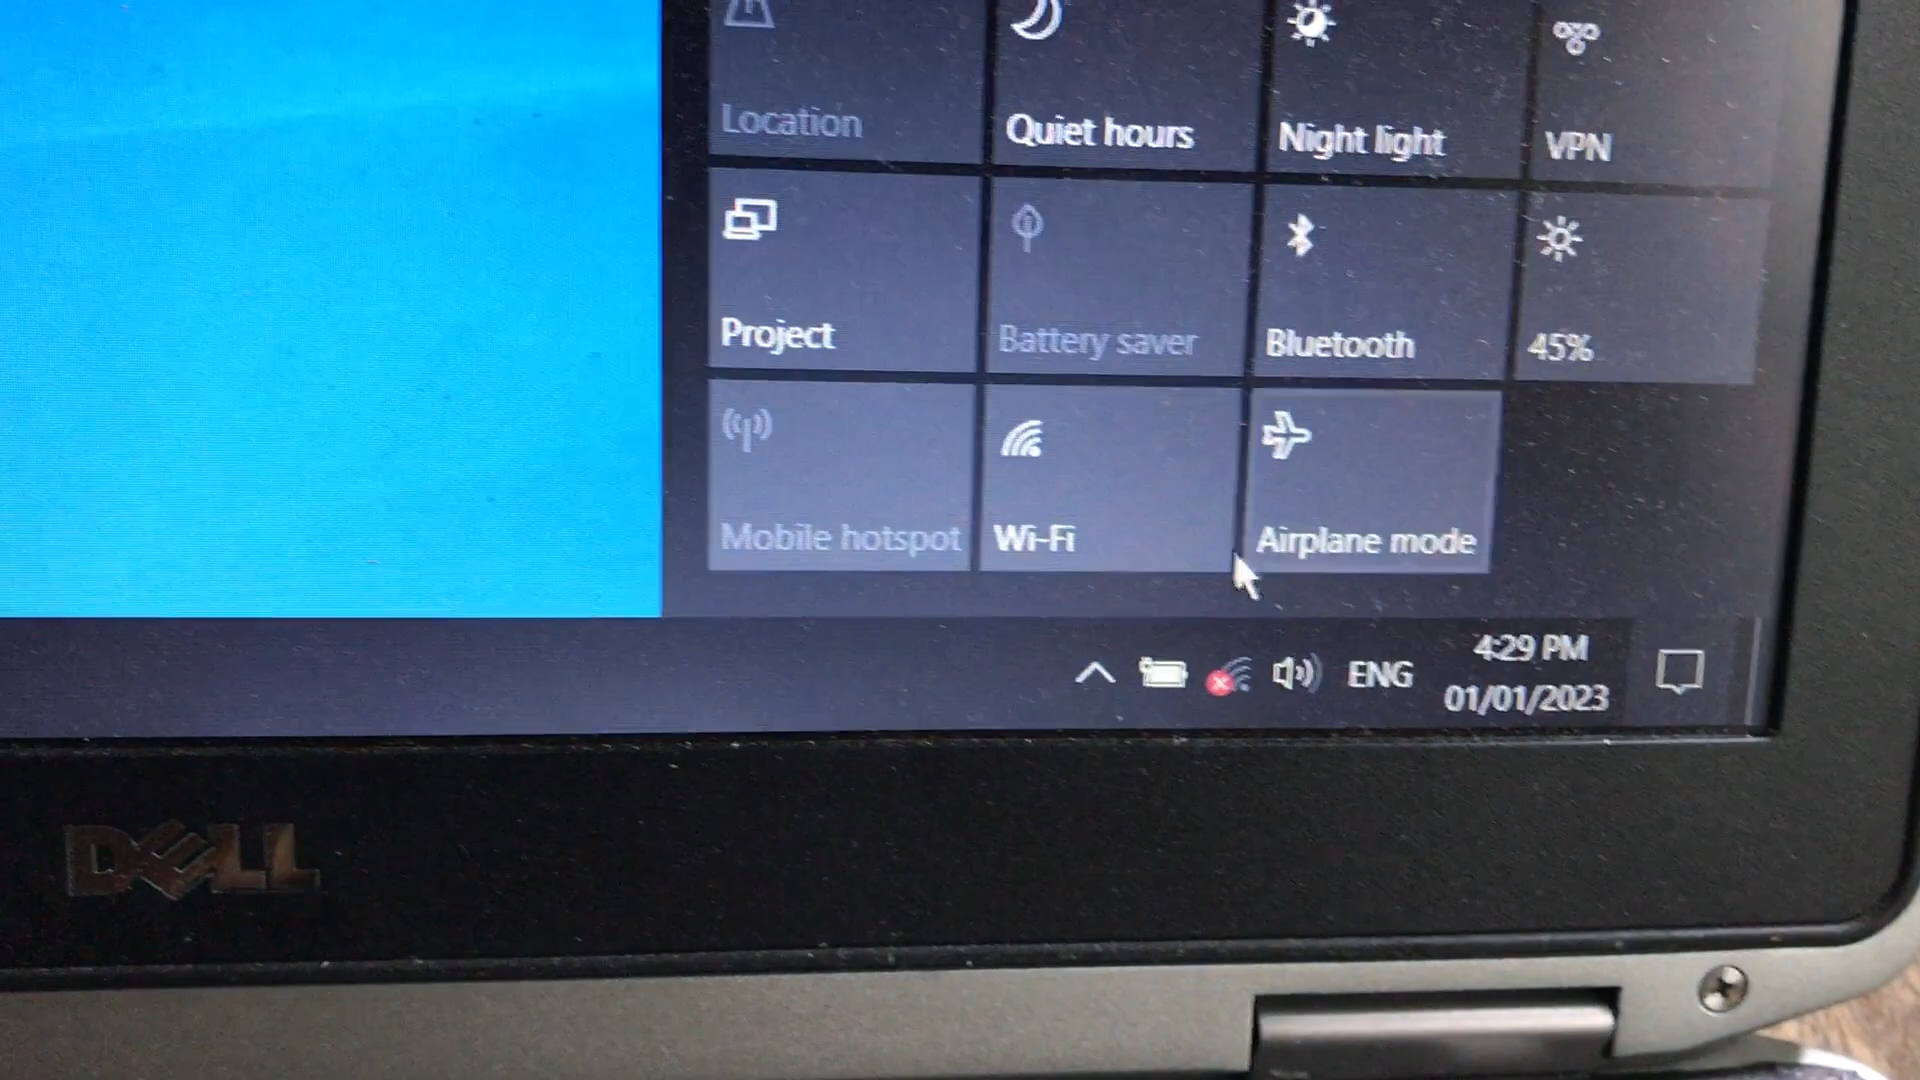 Location
Quiet hours
Night light
VPN
Project
Battery saver
Bluetooth
45%
Mobile hotspot
Wi-Fi
Airplane mode
ENG
4:29 PM
01/01/2023
DELL